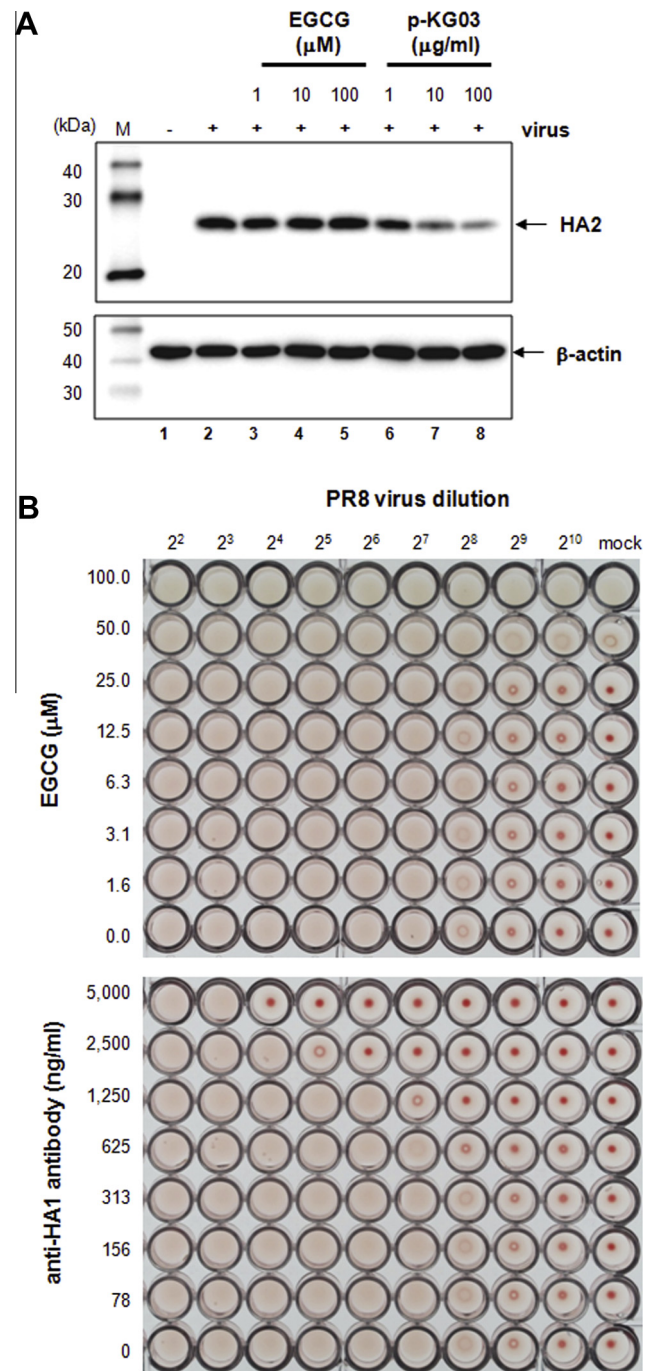 A
EGCG p-KG03
(μM) (μg/ml)
1 10 100 1 10 100
(kDa) M - + + + + + + + virus
40
30
HA2
20
50
40
β-actin
30
1 2 3 4 5 6 7 8
B
PR8 virus dilution
2² 2³ 2⁴ 2⁵ 2⁶ 2⁷ 2⁸ 2⁹ 2¹⁰ mock
EGCG (μM)
100.0
50.0
25.0
12.5
6.3
3.1
1.6
0.0
anti-HA1 antibody (ng/ml)
5,000
2,500
1,250
625
313
156
78
0